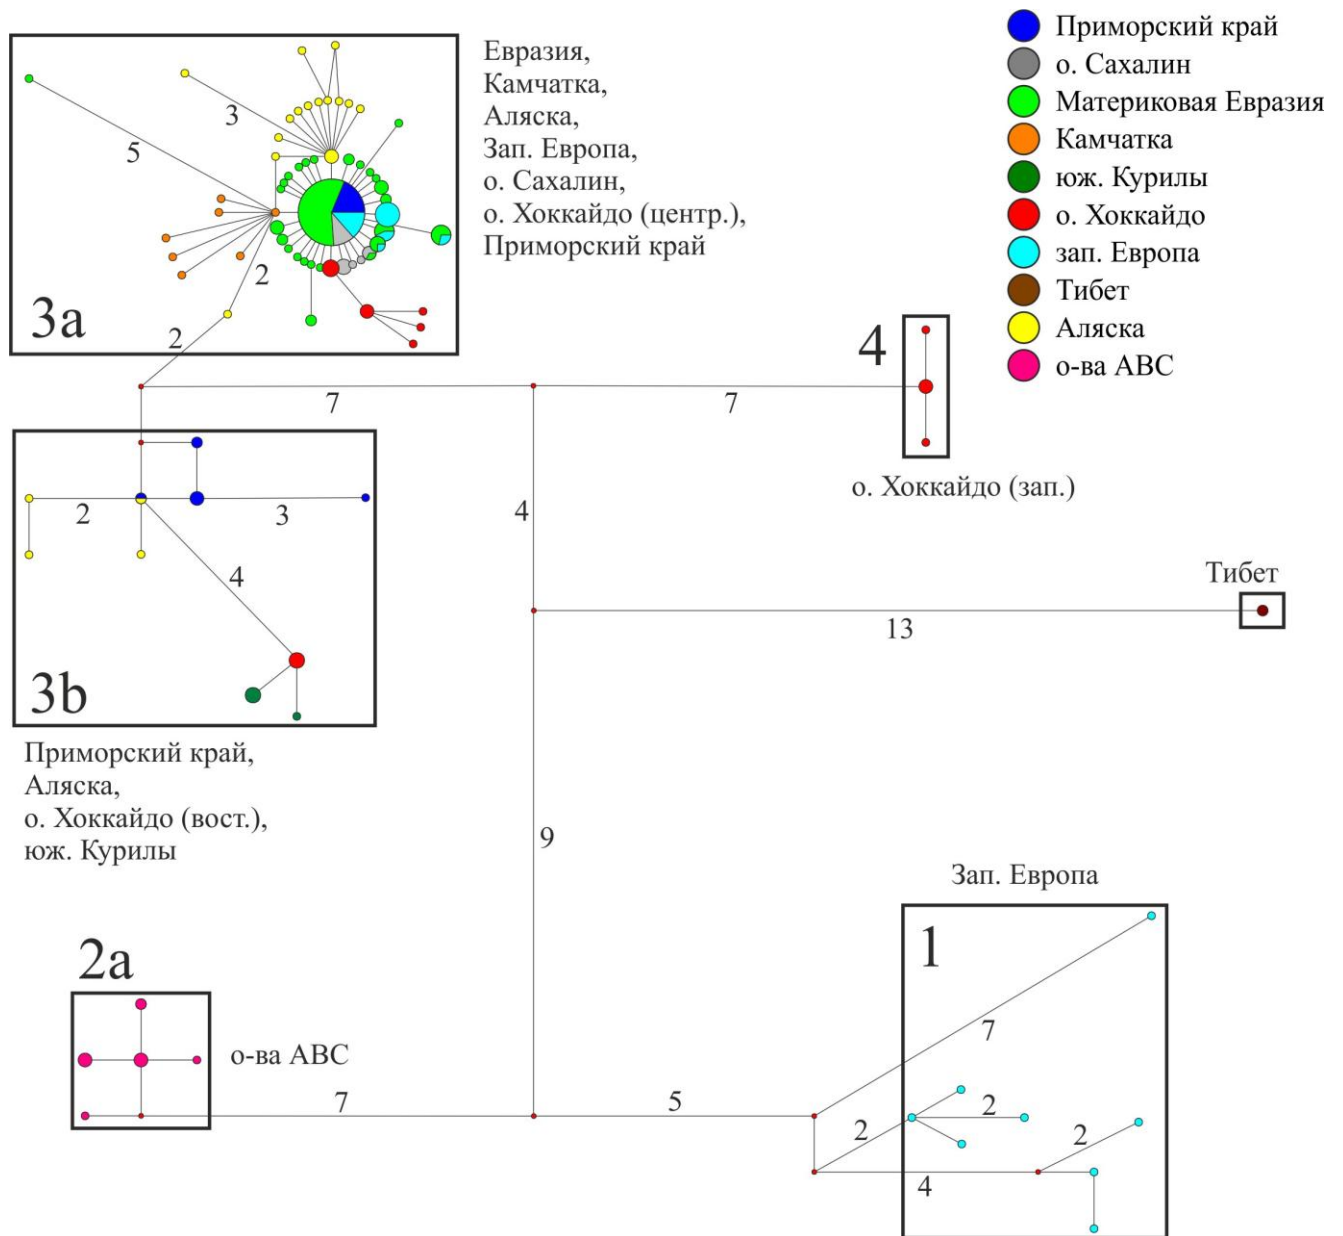 Евразия,
Камчатка,
Аляска,
Зап. Европа,
о. Сахалин,
о. Хоккайдо (центр.),
Приморский край
Приморский край
о. Сахалин
Материковая Евразия
Камчатка
юж. Курилы
о. Хоккайдо
зап. Европа
Тибет
Аляска
о-ва АВС
3
5
2
3a
2
7
7
4
о. Хоккайдо (зап.)
2
3
4
4
3b
Тибет
13
Приморский край,
Аляска,
о. Хоккайдо (вост.),
юж. Курилы
9
Зап. Европа
1
2a
о-ва АВС
7
7
5
2
2
2
4